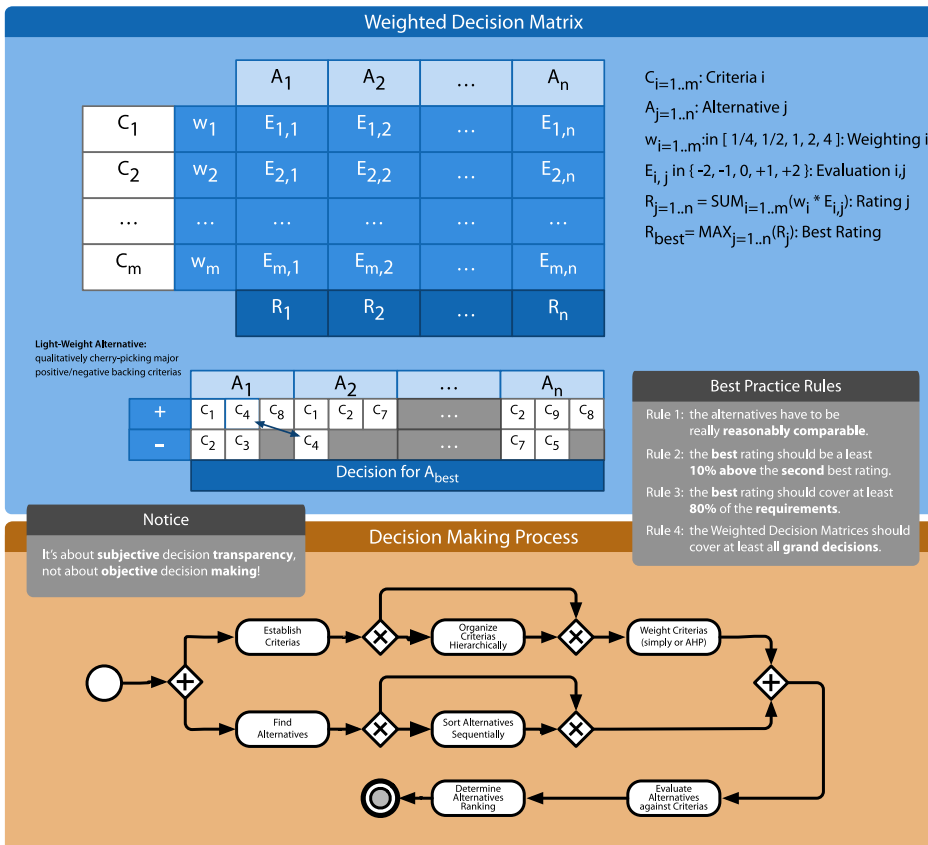 Weighted Decision Matrix
A1 A2 ... An
C1 w1 E1,1 E1,2 ... E1,n
C2 w2 E2,1 E2,2 ... E2,n
... ... ... ... ... ...
Cm wm Em,1 Em,2 ... Em,n
R1 R2 ... Rn
Ci=1..m: Criteria i
Aj=1..n: Alternative j
wi=1..m:in [ 1/4, 1/2, 1, 2, 4 ]: Weighting i
Ei, j in { -2, -1, 0, +1, +2 }: Evaluation i,j
Rj=1..n = SUMi=1..m(wi * Ei,j): Rating j
Rbest= MAXj=1..n(Rj): Best Rating
Light-Weight Alternative:
qualitatively cherry-picking major
positive/negative backing criterias
A1 A2 ... An
+ C1 C4 C8 C1 C2 C7 ... C2 C9 C8
- C2 C3 C4 ... C7 C5
Decision for Abest
Best Practice Rules
Rule 1: the alternatives have to be
really reasonably comparable.
Rule 2: the best rating should be a least
10% above the second best rating.
Rule 3: the best rating should cover at least
80% of the requirements.
Rule 4: the Weighted Decision Matrices should
cover at least all grand decisions.
Notice
It's about subjective decision transparency,
not about objective decision making!
Decision Making Process
Establish
Criterias
Organize
Criterias
Hierarchically
Weight Criterias
(simply or AHP)
Find
Alternatives
Sort Alternatives
Sequentially
Determine
Alternatives
Ranking
Evaluate
Alternatives
against Criterias